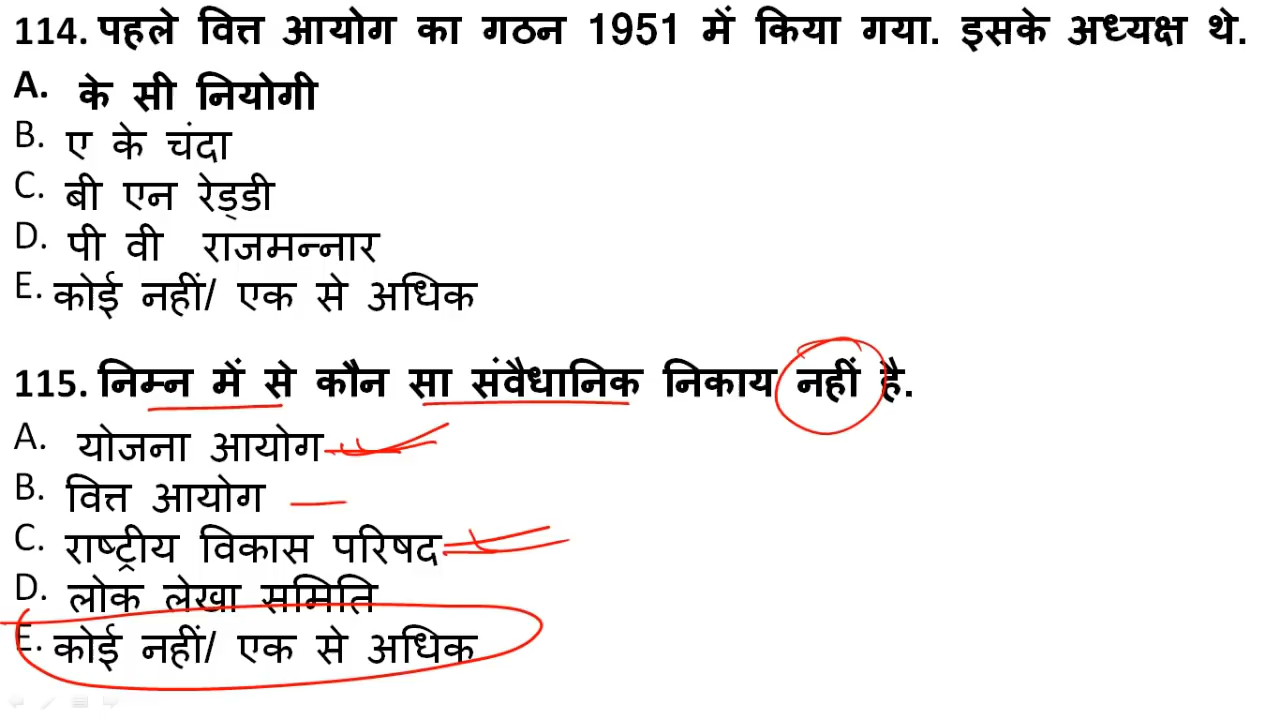 114. पहले वित्त आयोग का गठन 1951 में किया गया. इसके अध्यक्ष थे.
A. के सी नियोगी
B. ए के चंदा
C. बी एन रेड्डी
D. पी वी राजमन्नार
E. कोई नहीं/ एक से अधिक
115. निम्न में से कौन सा संवैधानिक निकाय नहीं है.
A. योजना आयोग
B. वित्त आयोग
C. राष्ट्रीय विकास परिषद
D. लोक लेखा समिति
E. कोई नहीं/ एक से अधिक